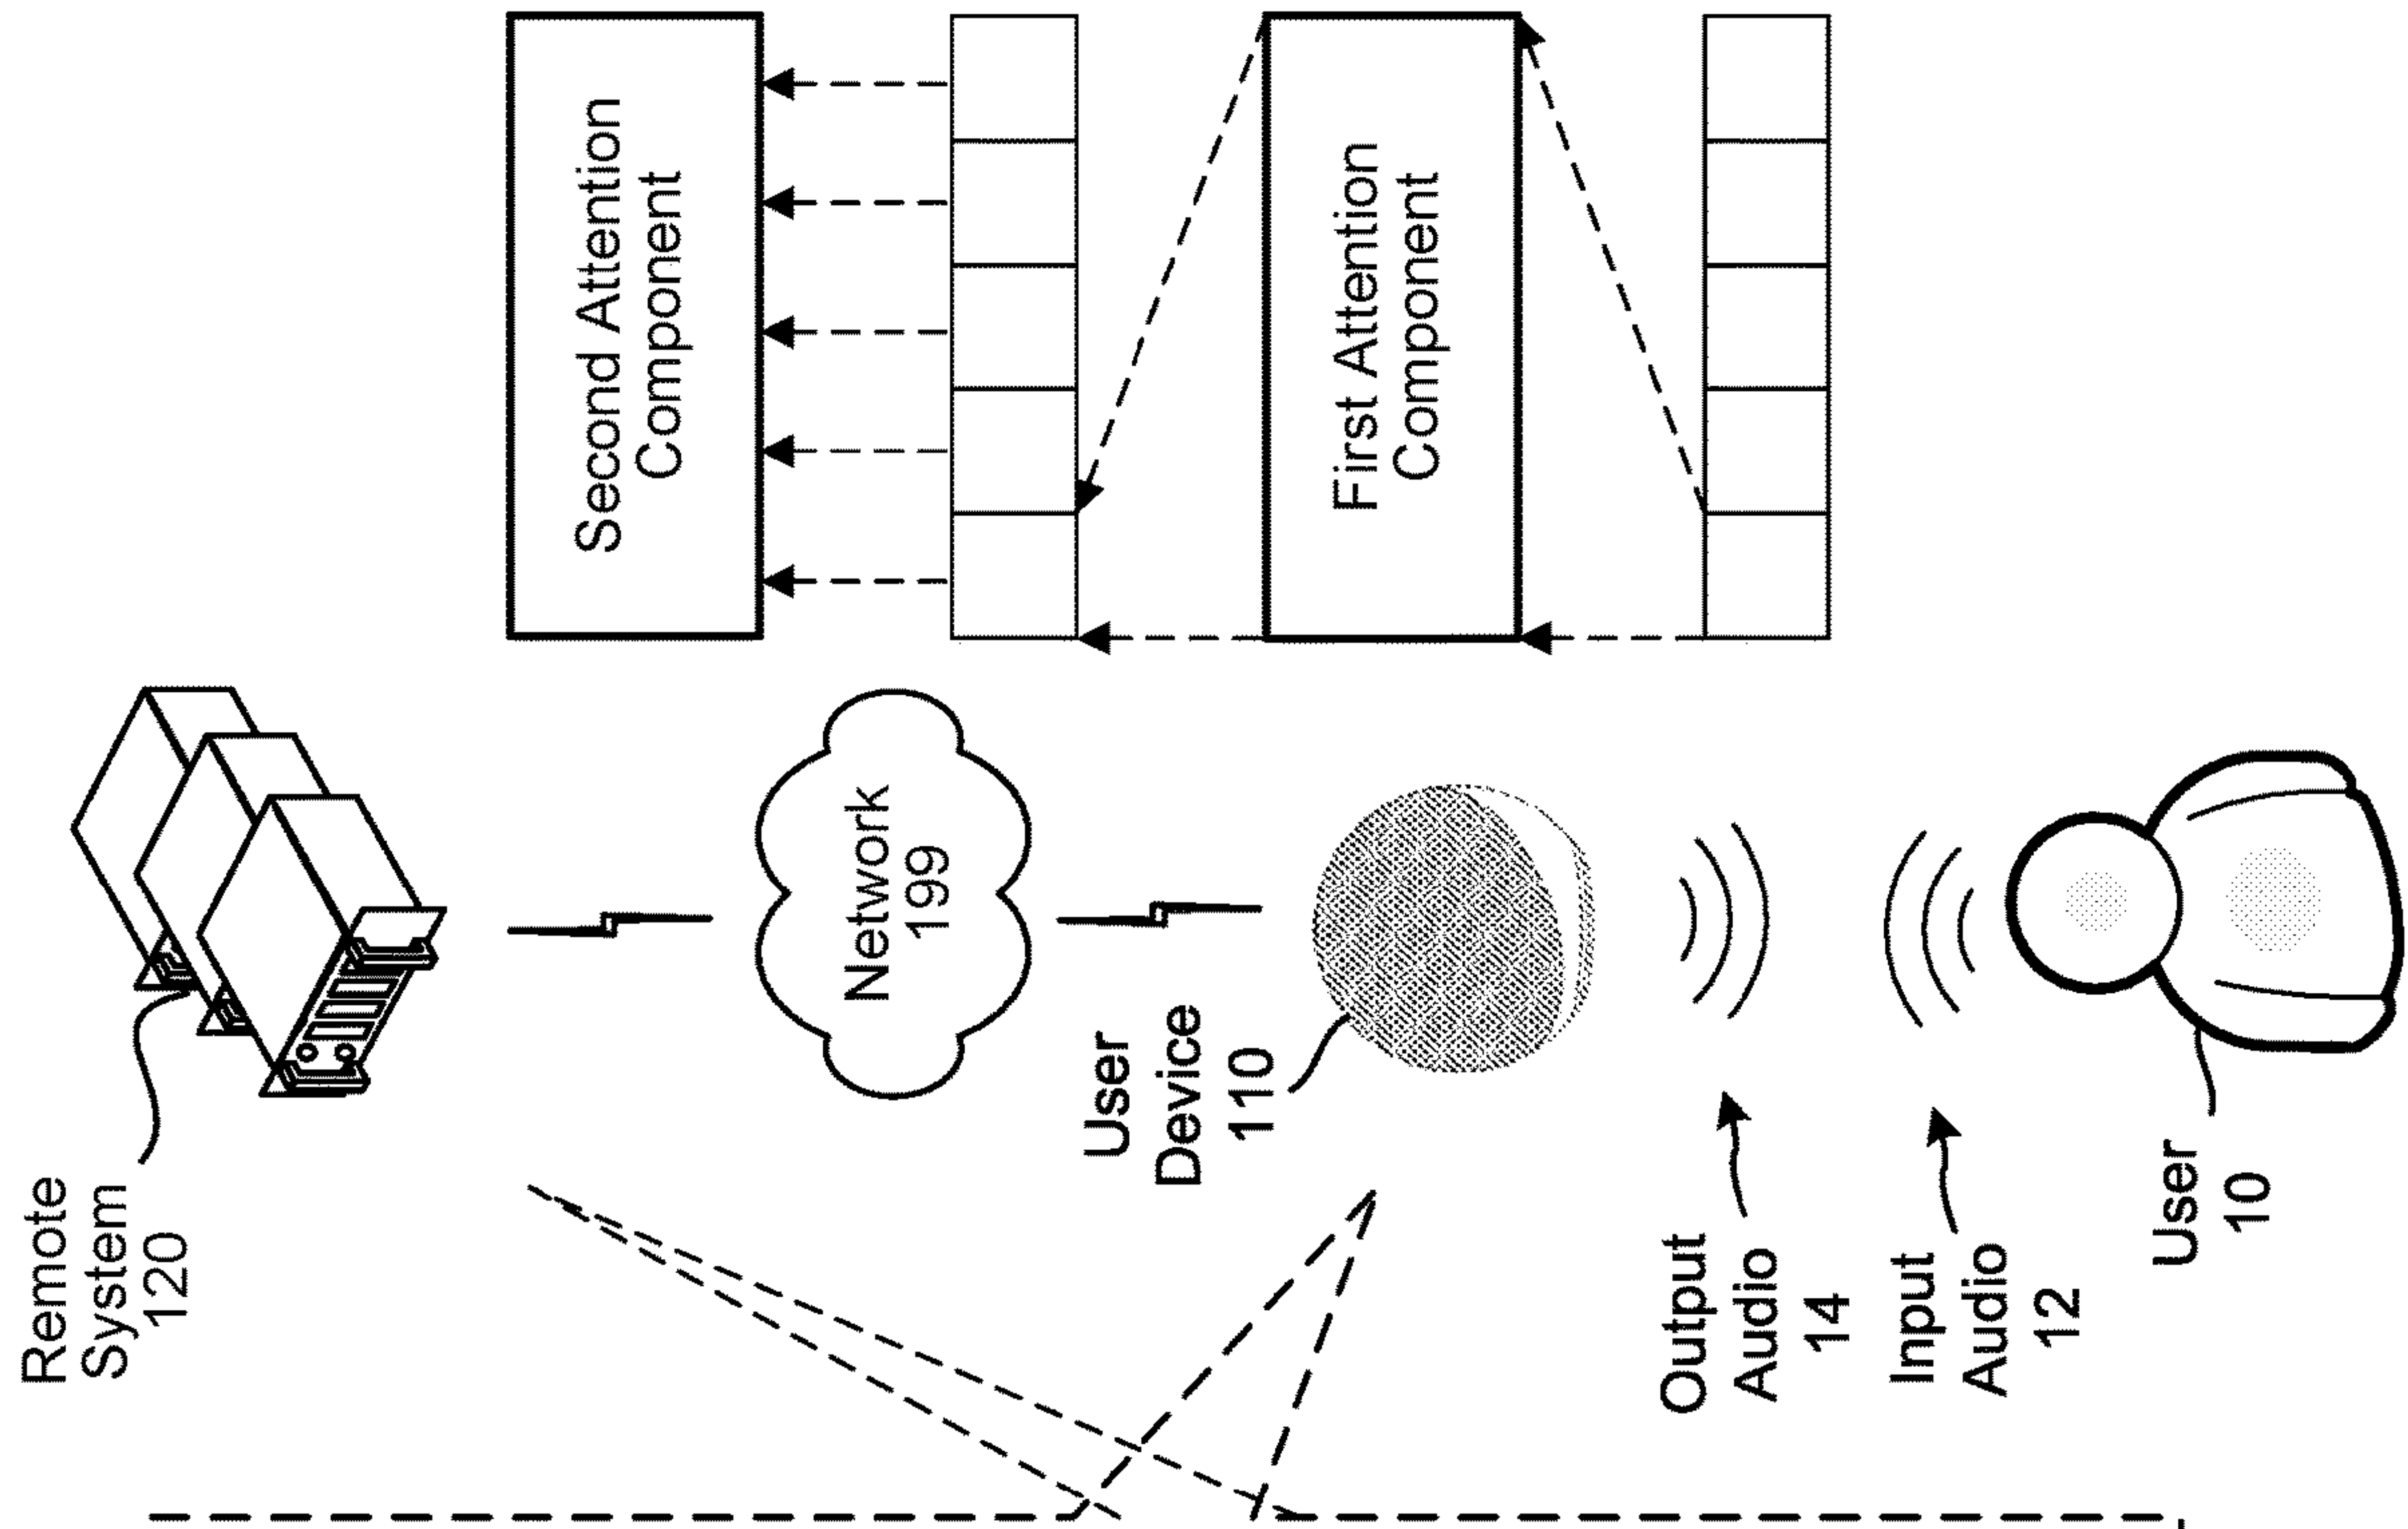 Remote
System
120
Network
199
User
Device
110
Output
Audio
14
Input
Audio
12
User
10
Second Attention
Component
First Attention
Component